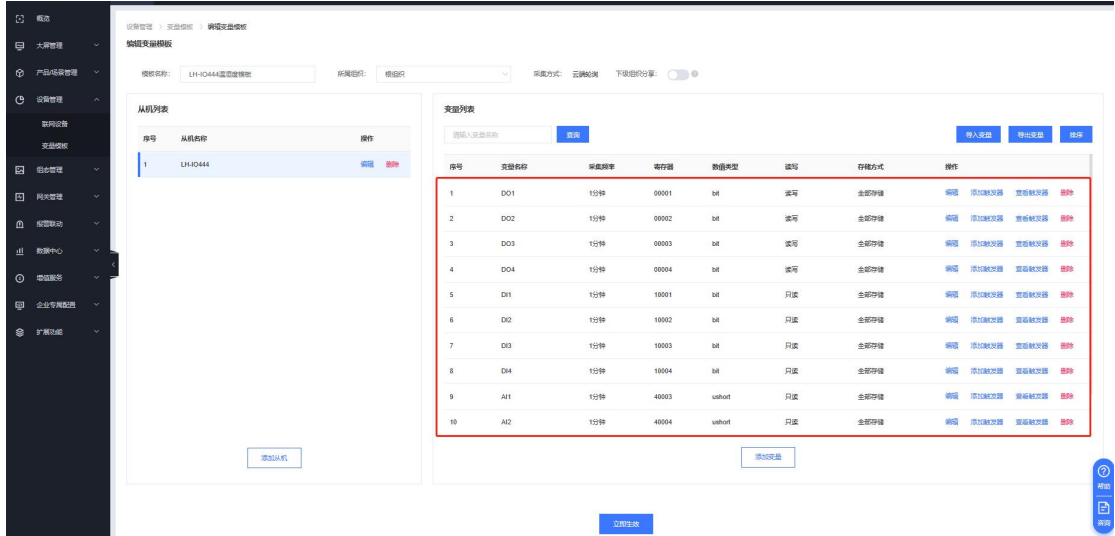 概览
大屏管理
产品/场景管理
设备管理
联网设备
变量模板
组态管理
网关管理
报警联动
数据中心
增值服务
企业专属配置
扩展功能
设备管理 > 变量模板 > 编辑变量模板
编辑变量模板
模板名称: LH-IO444温湿度模板 所属组织: 根组织 采集方式: 云端轮询 下级组织分享:
从机列表
序号 从机名称 操作
1 LH-IO444 编辑 删除
添加从机
变量列表
请输入变量名称 查询 导入变量 导出变量 排序
序号 变量名称 采集频率 寄存器 数值类型 读写 存储方式 操作
1 DO1 1分钟 00001 bit 读写 全部存储 编辑 添加触发器 查看触发器 删除
2 DO2 1分钟 00002 bit 读写 全部存储 编辑 添加触发器 查看触发器 删除
3 DO3 1分钟 00003 bit 读写 全部存储 编辑 添加触发器 查看触发器 删除
4 DO4 1分钟 00004 bit 读写 全部存储 编辑 添加触发器 查看触发器 删除
5 DI1 1分钟 10001 bit 只读 全部存储 编辑 添加触发器 查看触发器 删除
6 DI2 1分钟 10002 bit 只读 全部存储 编辑 添加触发器 查看触发器 删除
7 DI3 1分钟 10003 bit 只读 全部存储 编辑 添加触发器 查看触发器 删除
8 DI4 1分钟 10004 bit 只读 全部存储 编辑 添加触发器 查看触发器 删除
9 AI1 1分钟 40003 ushort 只读 全部存储 编辑 添加触发器 查看触发器 删除
10 AI2 1分钟 40004 ushort 只读 全部存储 编辑 添加触发器 查看触发器 删除
添加变量
立即生效
帮助
咨询